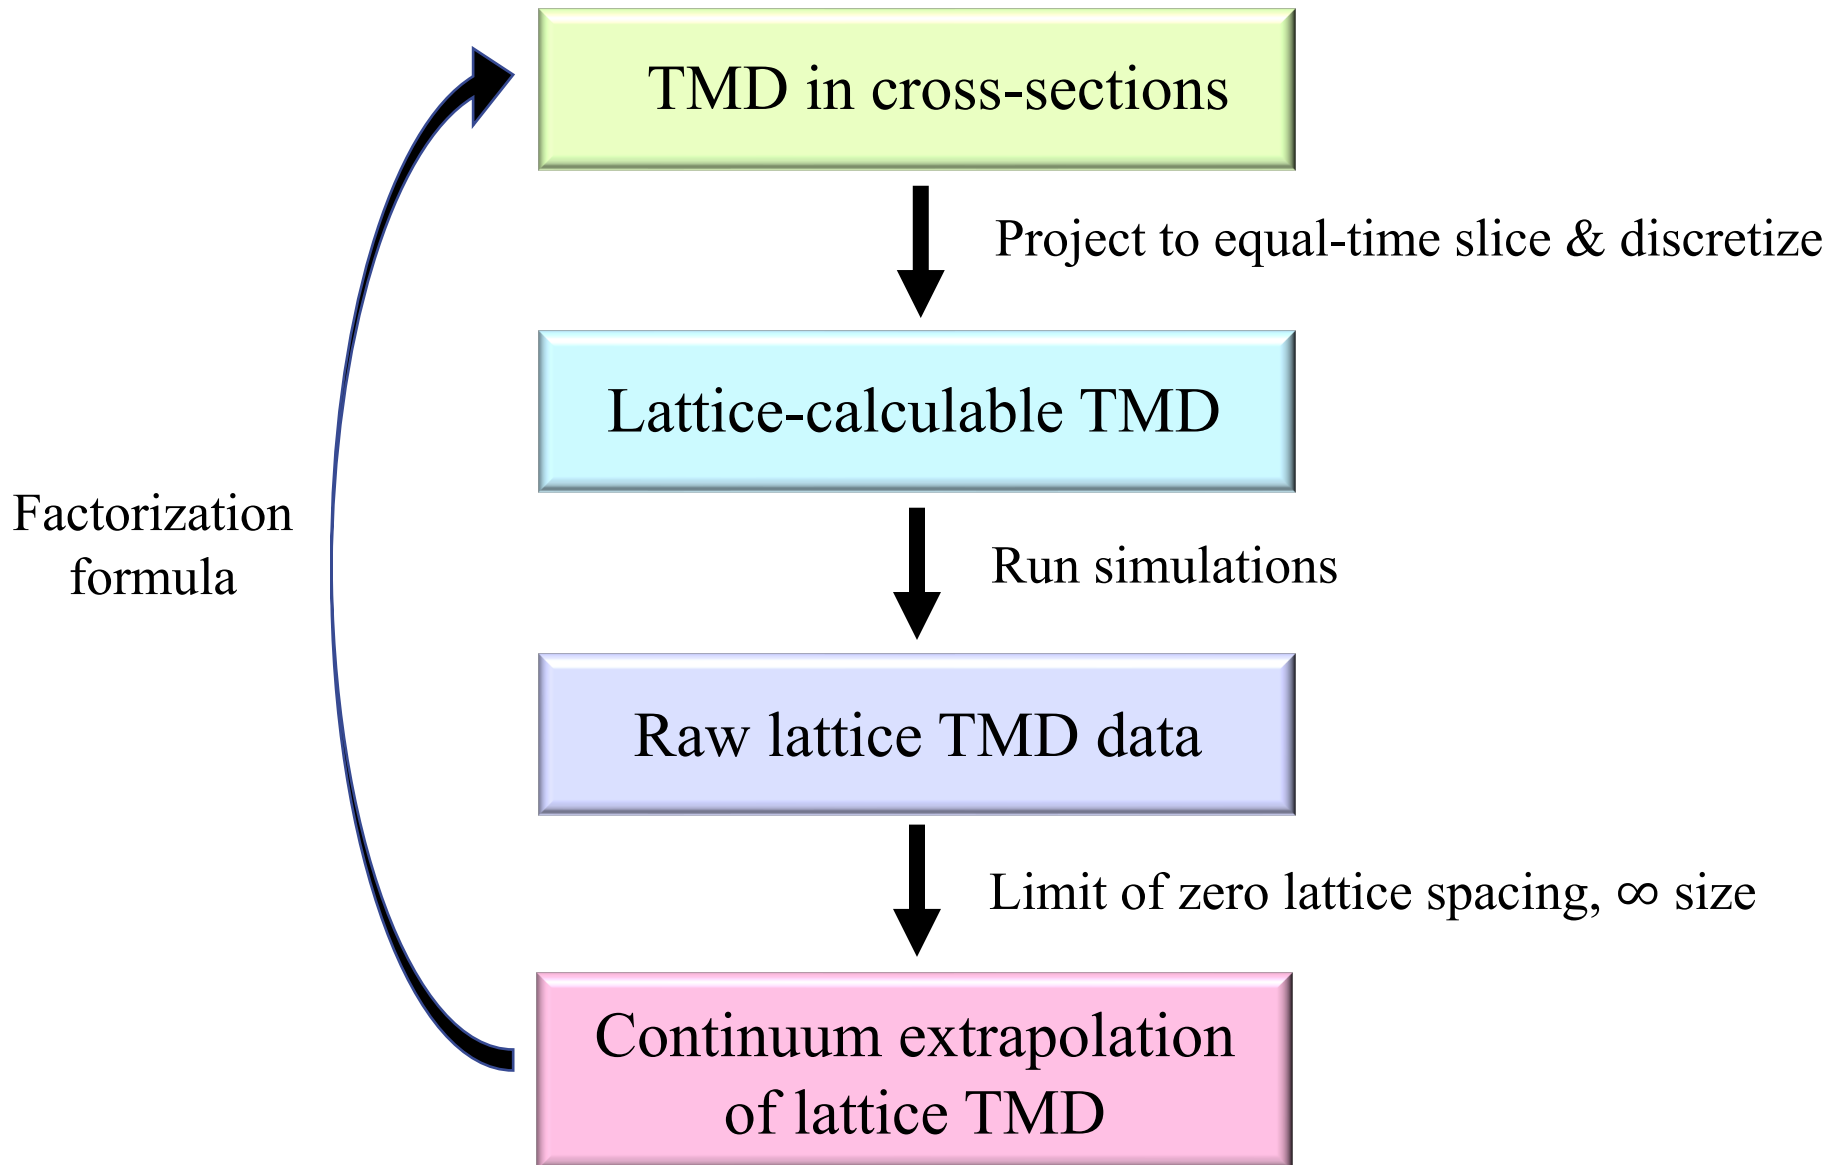 TMD in cross-sections
Project to equal-time slice & discretize
Lattice-calculable TMD
Factorization
formula
Run simulations
Raw lattice TMD data
Limit of zero lattice spacing, ∞ size
Continuum extrapolation
of lattice TMD